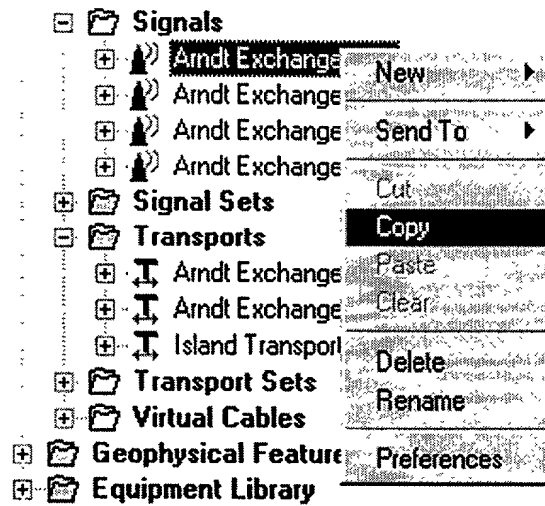 Signals
Arndt Exchange
Arndt Exchange
Arndt Exchange
Arndt Exchange
Signal Sets
Transports
Arndt Exchange
Arndt Exchange
Island Transport
Transport Sets
Virtual Cables
Geophysical Feature
Equipment Library
New
Send To
Cut
Copy
Paste
Clear
Delete
Rename
Preferences